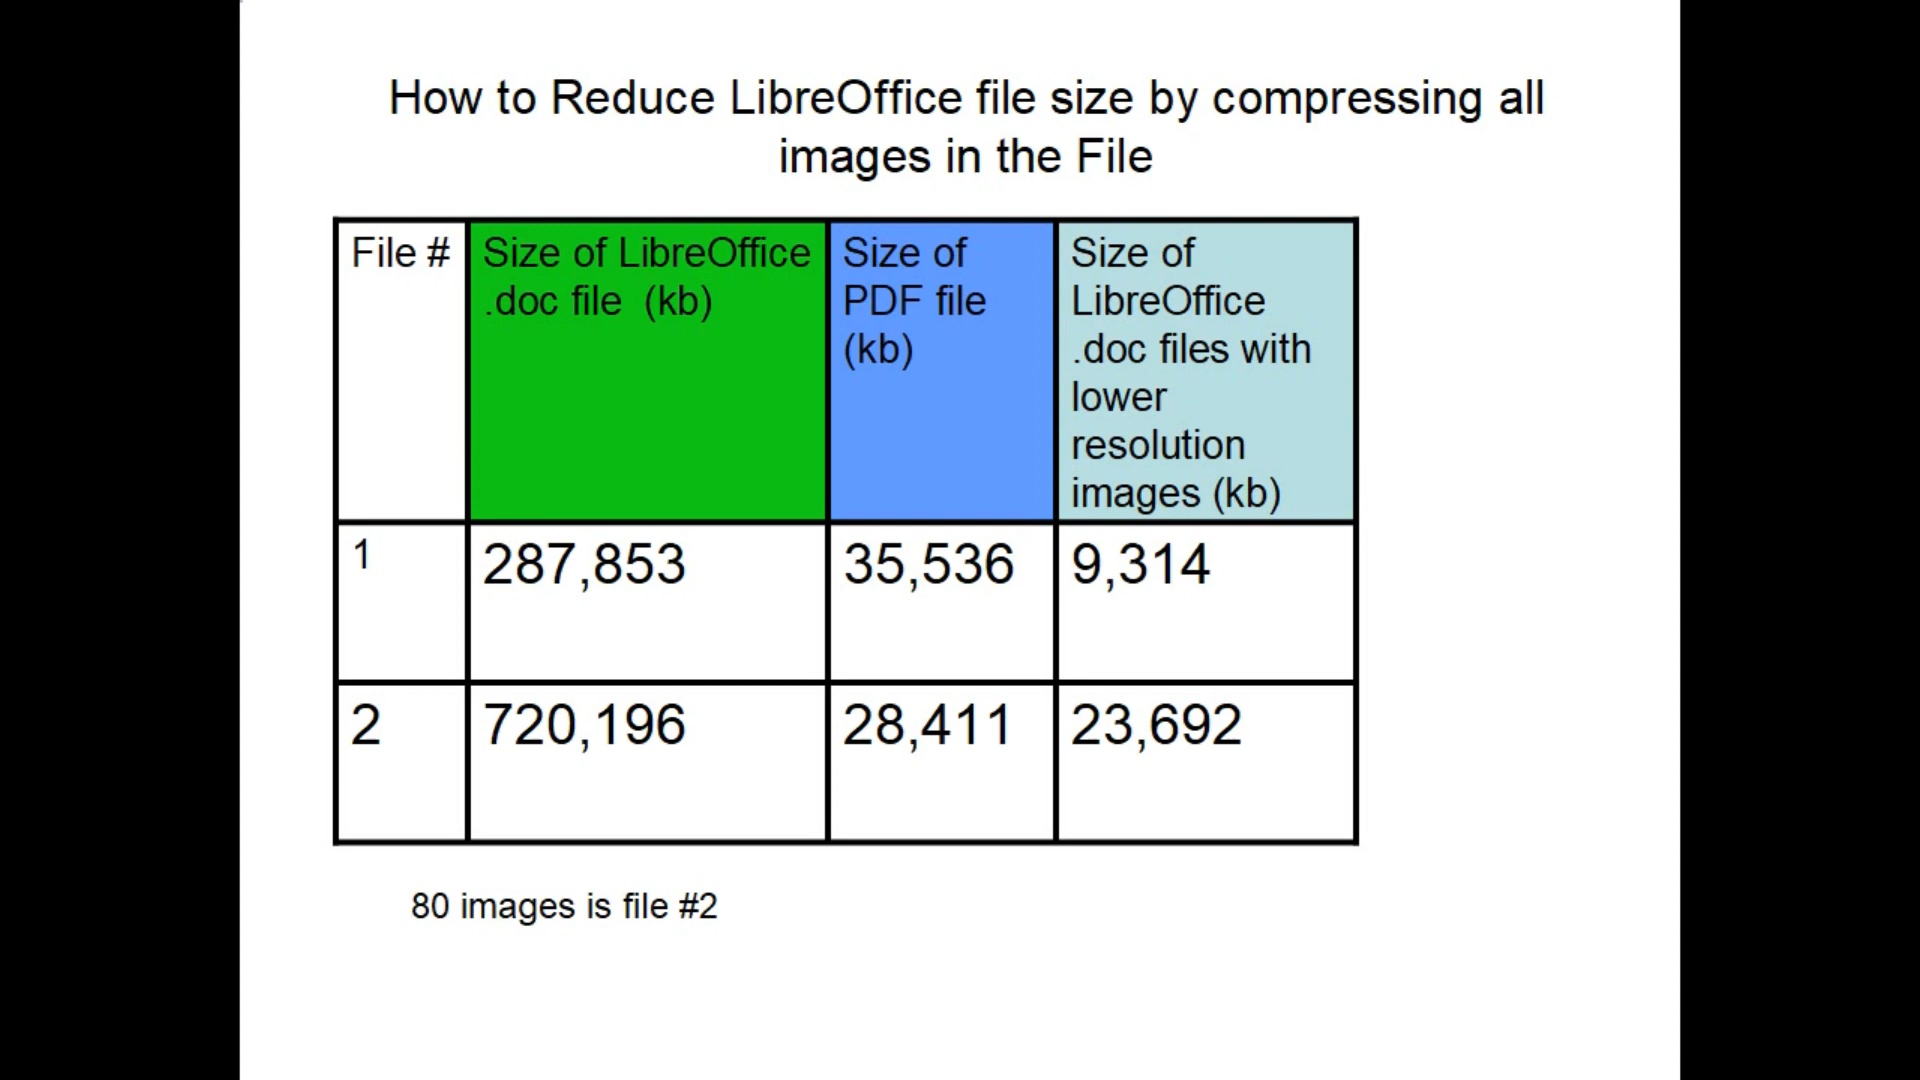 How to Reduce LibreOffice file size by compressing all
images in the File
File #
Size of LibreOffice
.doc file  (kb)
Size of
PDF file
(kb)
Size of
LibreOffice
.doc files with
lower
resolution
images (kb)
1
287,853
35,536
9,314
2
720,196
28,411
23,692
80 images is file #2